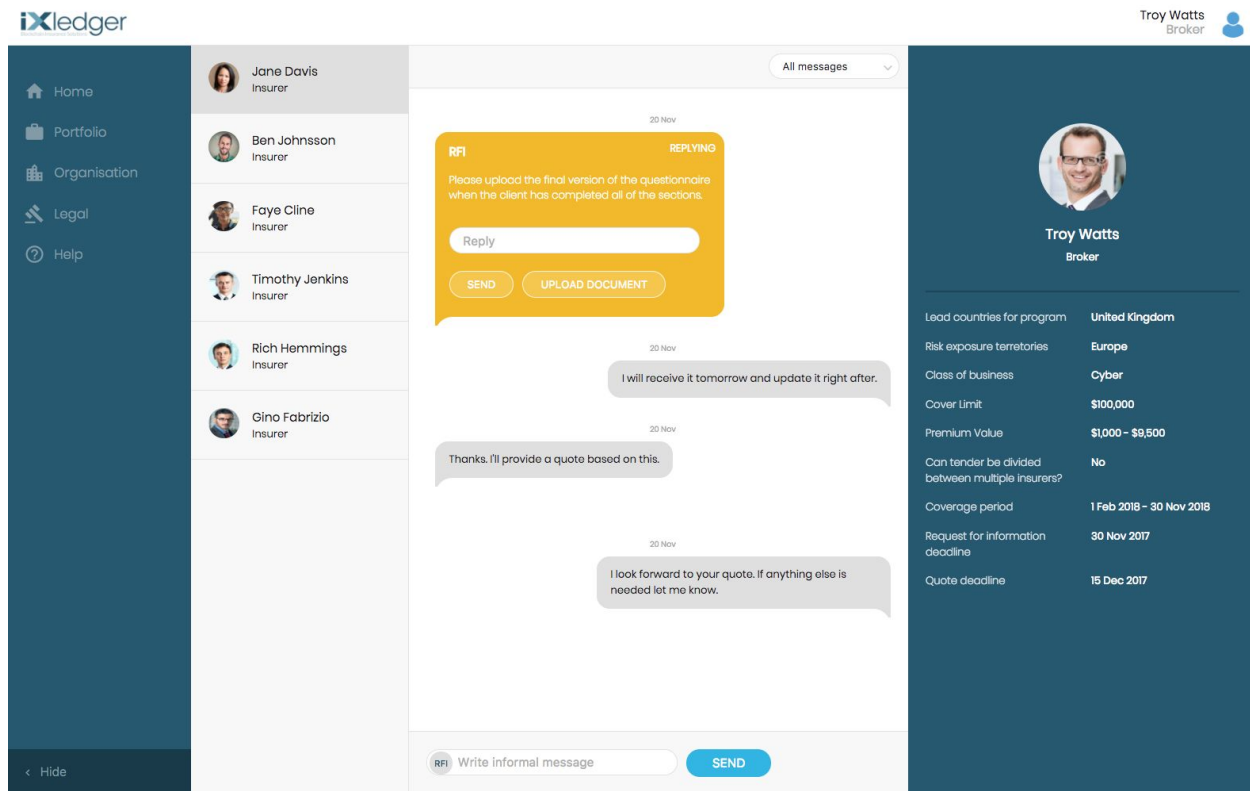 iXledger
Troy Watts
Broker
Home
Portfolio
Organisation
Legal
Help
Hide
Jane Davis
Insurer
Ben Johnsson
Insurer
Faye Cline
Insurer
Timothy Jenkins
Insurer
Rich Hemmings
Insurer
Gino Fabrizio
Insurer
All messages
20 Nov
RFI
REPLYING
Please upload the final version of the questionnaire
when the client has completed all of the sections.
Reply
SEND
UPLOAD DOCUMENT
20 Nov
I will receive it tomorrow and update it right after.
20 Nov
Thanks. I'll provide a quote based on this.
20 Nov
I look forward to your quote. If anything else is
needed let me know.
RFI
Write informal message
SEND
Troy Watts
Broker
Lead countries for program United Kingdom
Risk exposure terretories Europe
Class of business Cyber
Cover Limit $100,000
Premium Value $1,000 - $9,500
Can tender be divided No
between multiple insurers?
Coverage period 1 Feb 2018 - 30 Nov 2018
Request for information 30 Nov 2017
deadline
Quote deadline 15 Dec 2017